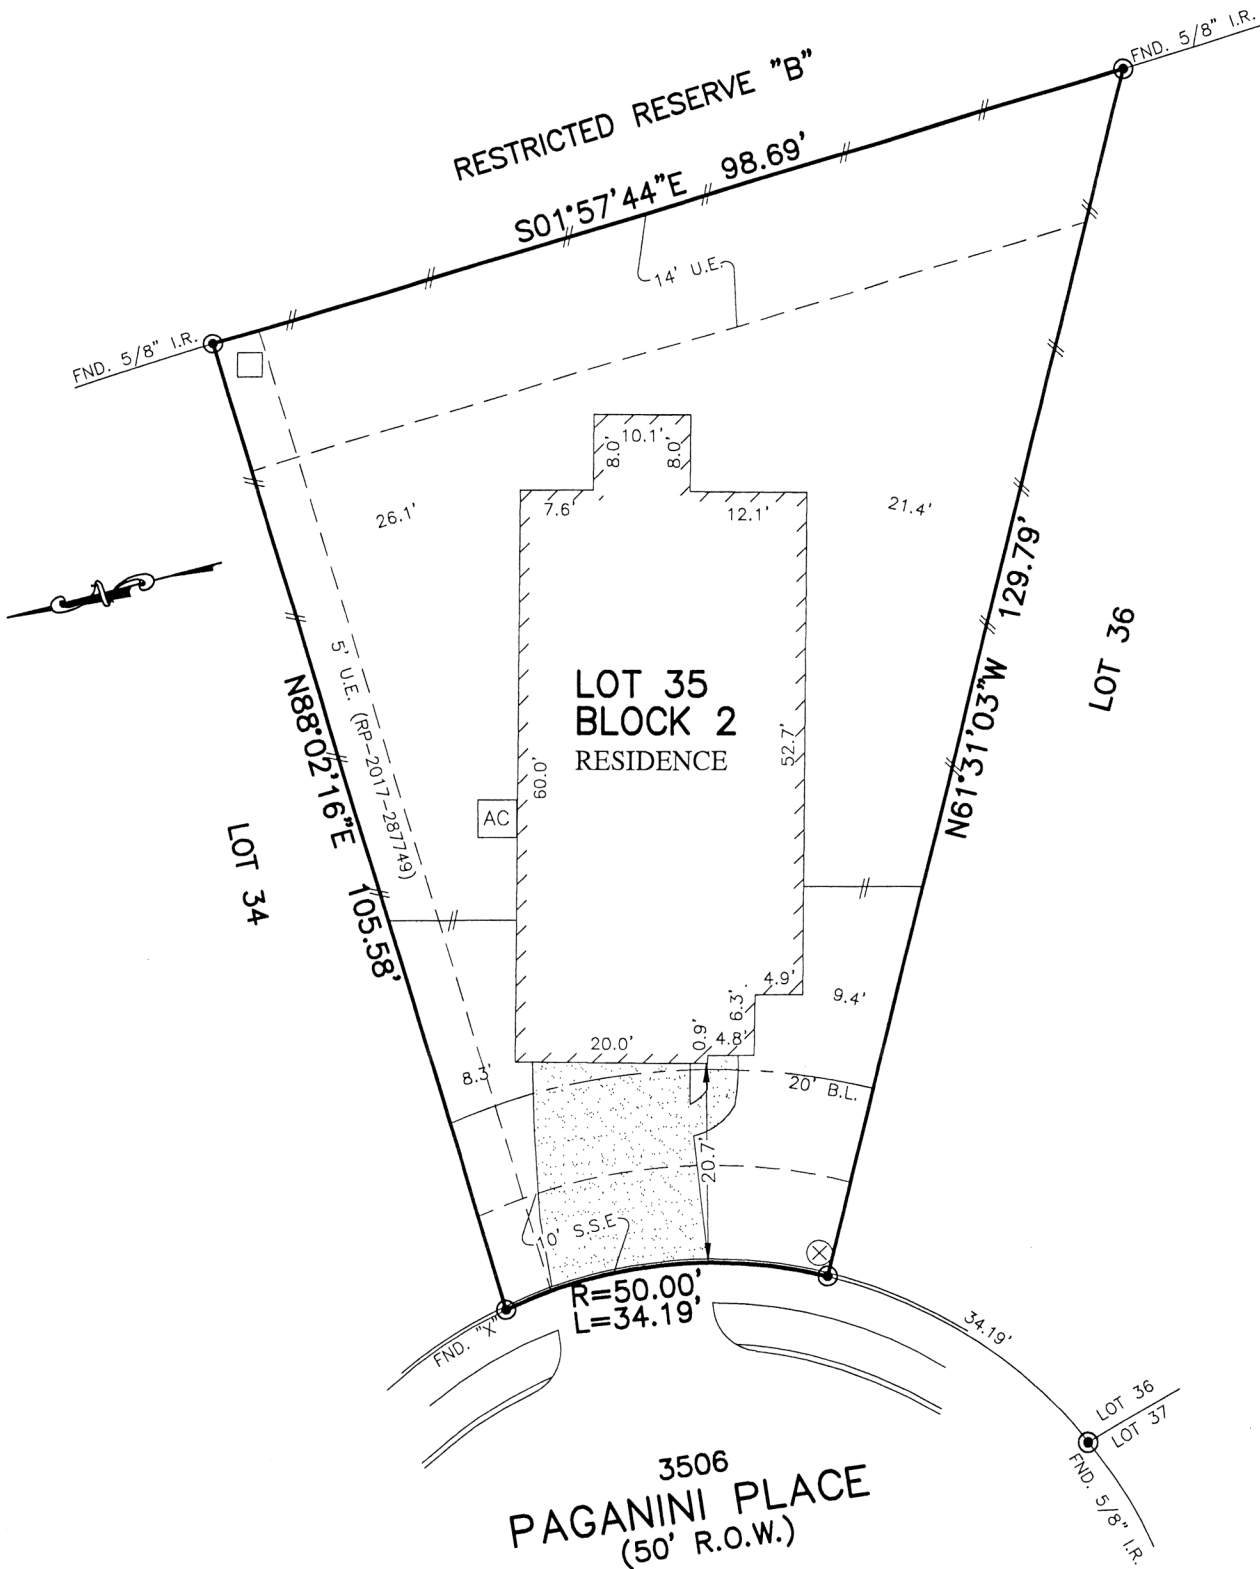 FND. 5/8" I.R.
RESTRICTED RESERVE "B"
S01°57'44"E 98.69'
14' U.E.
FND. 5/8" I.R.
10.1'
8.0'
8.0'
7.6'
12.1'
26.1'
21.4'
N61°31'03"W 129.79'
LOT 36
5' U.E. (RP-2017-287749)
N88°02'16"E 105.58'
LOT 35
BLOCK 2
RESIDENCE
52.7'
60.0'
AC
LOT 34
4.9'
6.3'
9.4'
20.0'
0.9'
4.8'
8.3'
20' B.L.
20.7'
10' S.S.E
R=50.00'
L=34.19'
FND. "X"
34.19'
LOT 36
LOT 37
FND. 5/8" I.R.
3506
PAGANINI PLACE
(50' R.O.W.)